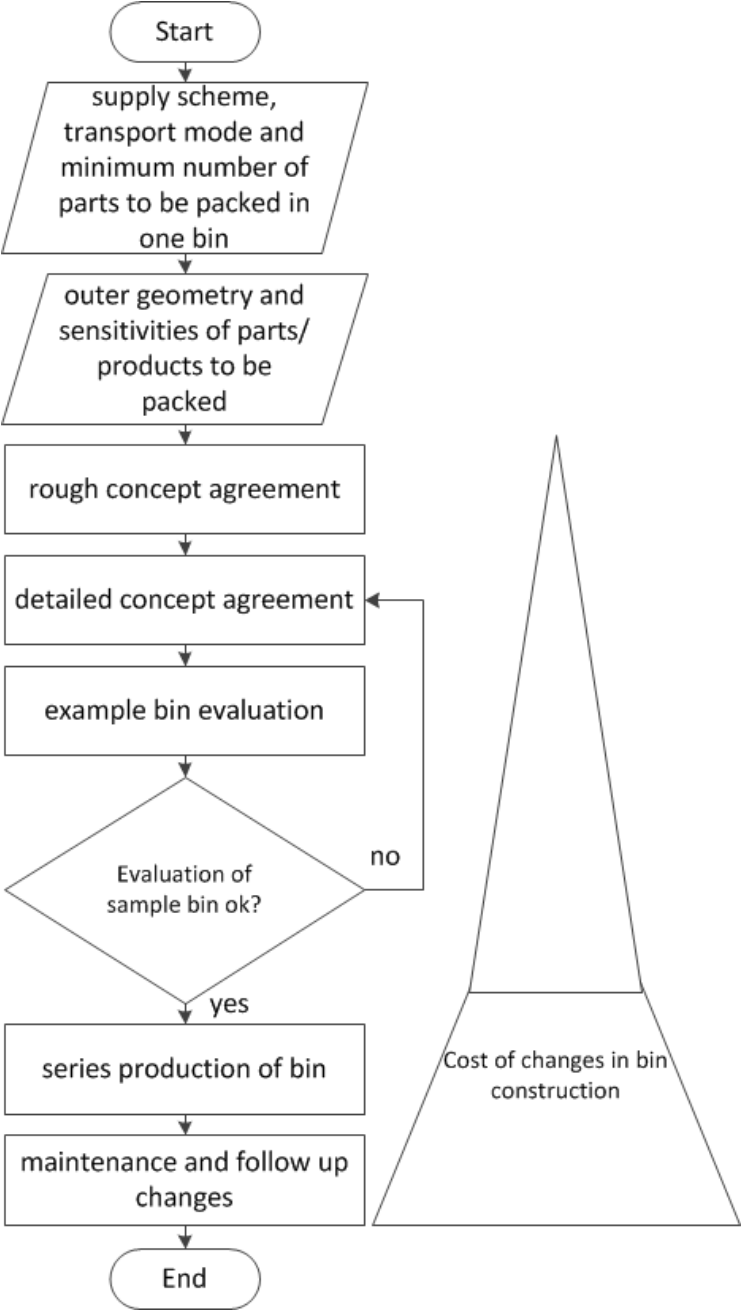 Start
supply scheme,
transport mode and
minimum number of
parts to be packed in
one bin
outer geometry and
sensitivities of parts/
products to be
packed
rough concept agreement
detailed concept agreement
example bin evaluation
Evaluation of
sample bin ok?
no
yes
series production of bin
Cost of changes in bin
construction
maintenance and follow up
changes
End